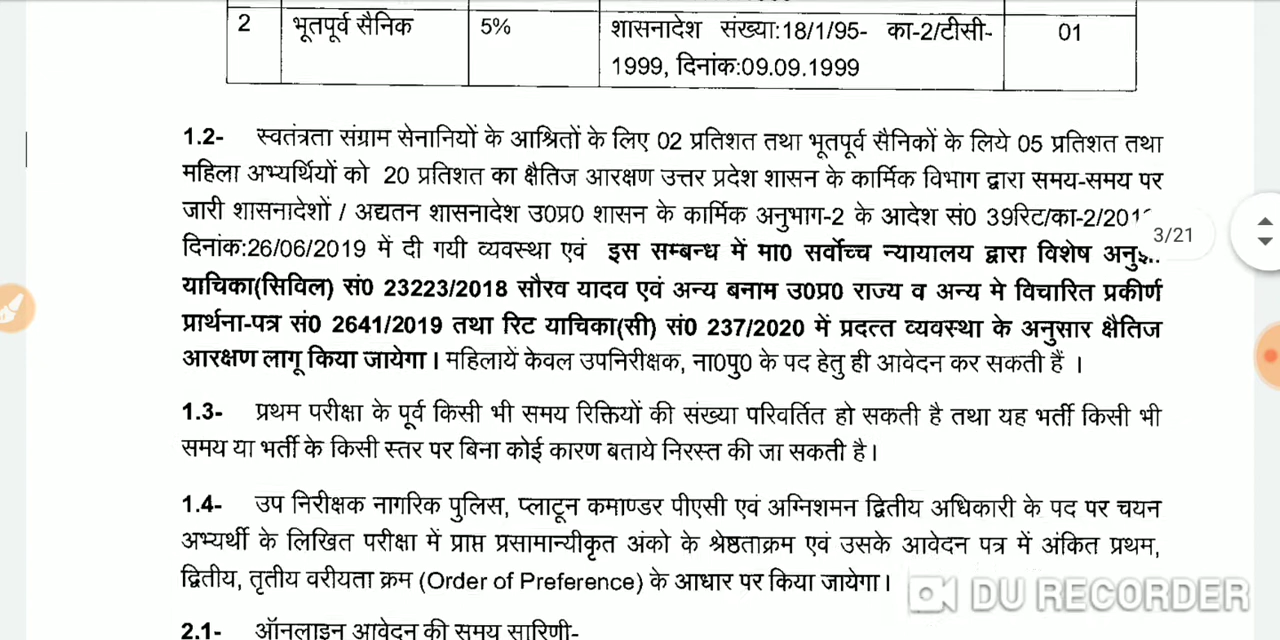 2 भूतपूर्व सैनिक 5% शासनादेश संख्या:18/1/95- का-2/टीसी- 01
1999, दिनांक:09.09.1999
1.2- स्वतंत्रता संग्राम सेनानियों के आश्रितों के लिए 02 प्रतिशत तथा भूतपूर्व सैनिकों के लिये 05 प्रतिशत तथा
महिला अभ्यर्थियों को 20 प्रतिशत का क्षैतिज आरक्षण उत्तर प्रदेश शासन के कार्मिक विभाग द्वारा समय-समय पर
जारी शासनादेशों / अद्यतन शासनादेश उ0प्र0 शासन के कार्मिक अनुभाग-2 के आदेश सं0 39रिट/का-2/201
3/21
दिनांक:26/06/2019 में दी गयी व्यवस्था एवं इस सम्बन्ध में मा0 सर्वोच्च न्यायालय द्वारा विशेष
याचिका(सिविल) सं0 23223/2018 सौरव यादव एवं अन्य बनाम उ0प्र0 राज्य व अन्य मे विचारित प्रकीर्ण
प्रार्थना-पत्र सं0 2641/2019 तथा रिट याचिका(सी) सं0 237/2020 में प्रदत्त व्यवस्था के अनुसार क्षैतिज
आरक्षण लागू किया जायेगा। महिलायें केवल उपनिरीक्षक, ना0पु0 के पद हेतु ही आवेदन कर सकती हैं ।
1.3- प्रथम परीक्षा के पूर्व किसी भी समय रिक्तियों की संख्या परिवर्तित हो सकती है तथा यह भर्ती किसी भी
समय या भर्ती के किसी स्तर पर बिना कोई कारण बताये निरस्त की जा सकती है।
1.4- उप निरीक्षक नागरिक पुलिस, प्लाटून कमाण्डर पीएसी एवं अग्निशमन द्वितीय अधिकारी के पद पर चयन
अभ्यर्थी के लिखित परीक्षा में प्राप्त प्रसामान्यीकृत अंको के श्रेष्ठताक्रम एवं उसके आवेदन पत्र में अंकित प्रथम,
द्वितीय, तृतीय वरीयता क्रम (Order of Preference) के आधार पर किया जायेगा।
DU RECORDER
2.1- ऑनलाइन आवेदन की समय सारिणी-